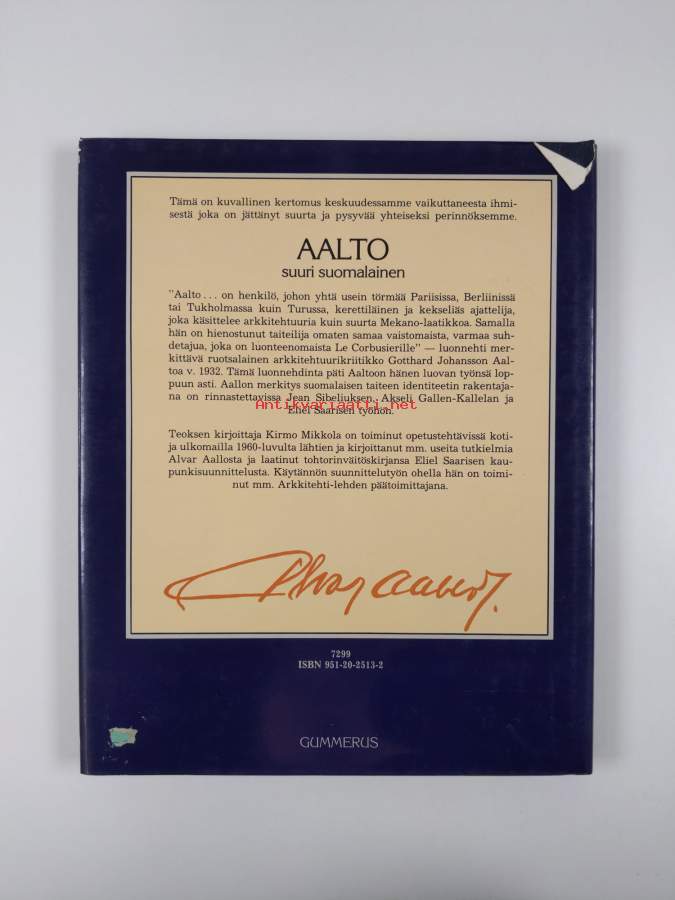 Tämä on kuvallinen kertomus keskuudessamme vaikuttaneesta ihmi-
sestä joka on jättänyt suurta ja pysyvää yhteiseksi perinnöksemme.
AALTO
suuri suomalainen
"Aalto . . . on henkilö, johon yhtä usein törmää Pariisissa, Berliinissä
tai Tukholmassa kuin Turussa, kerettiläinen ja kekseliäs ajattelija,
joka käsittelee arkkitehtuuria kuin suurta Mekano-laatikkoa. Samalla
hän on hienostunut taiteilija omaten samaa vaistomaista, varmaa suh-
detajua, joka on luonteenomaista Le Corbusierille" — luonnehti mer-
kittävä ruotsalainen arkkitehtuurikriitikko Gotthard Johansson Aal-
toa v. 1932. Tämä luonnehdinta päti Aaltoon hänen luovan työnsä lop-
puun asti. Aallon merkitys suomalaisen taiteen identiteetin rakentaja-
na on rinnastettavissa Jean Sibeliuksen, Akseli Gallen-Kallelan ja
Antikvariaatti.net
Eliel Saarisen työhön.
Teoksen kirjoittaja Kirmo Mikkola on toiminut opetustehtävissä koti-
ja ulkomailla 1960-luvulta lähtien ja kirjoittanut mm. useita tutkielmia
Alvar Aallosta ja laatinut tohtorinväitöskirjansa Eliel Saarisen kau-
punkisuunnittelusta. Käytännön suunnittelutyön ohella hän on toimi-
nut mm. Arkkitehti-lehden päätoimittajana.
Alvar Aalto
7299
ISBN 951-20-2513-2
GUMMERUS